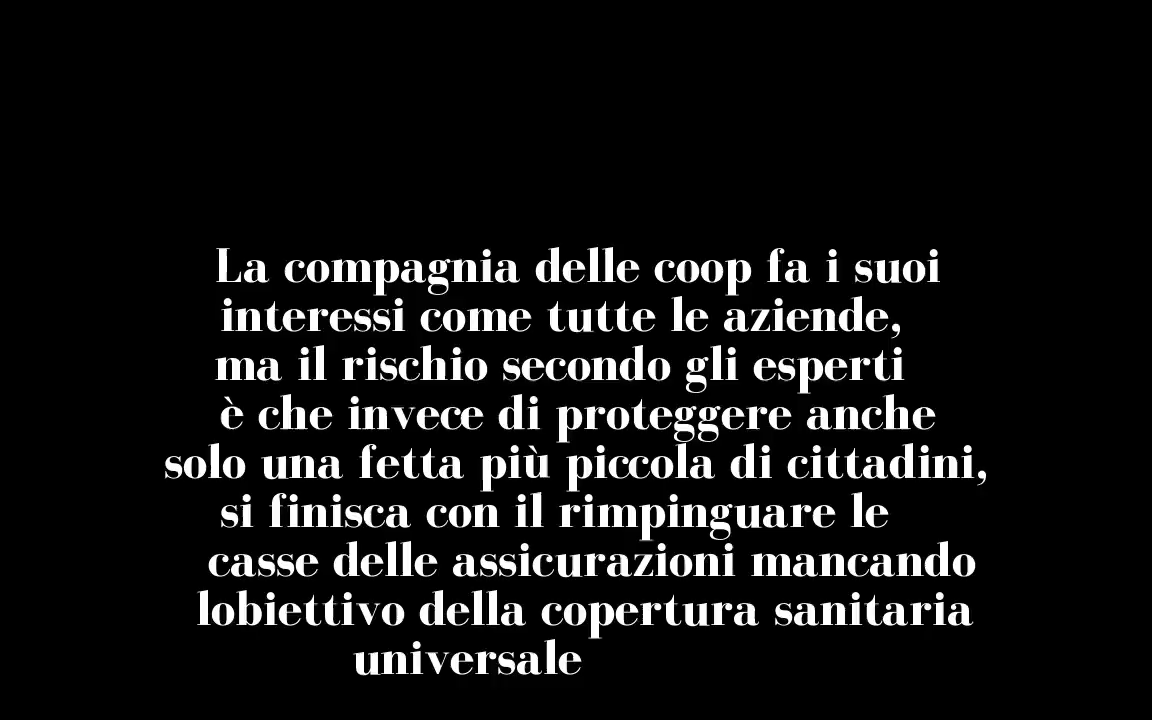 La compagnia delle coop fa i suoi
interessi come tutte le aziende,
ma il rischio secondo gli esperti
è che invece di proteggere anche
solo una fetta più piccola di cittadini,
si finisca con il rimpinguare le
casse delle assicurazioni mancando
lobiettivo della copertura sanitaria
universale